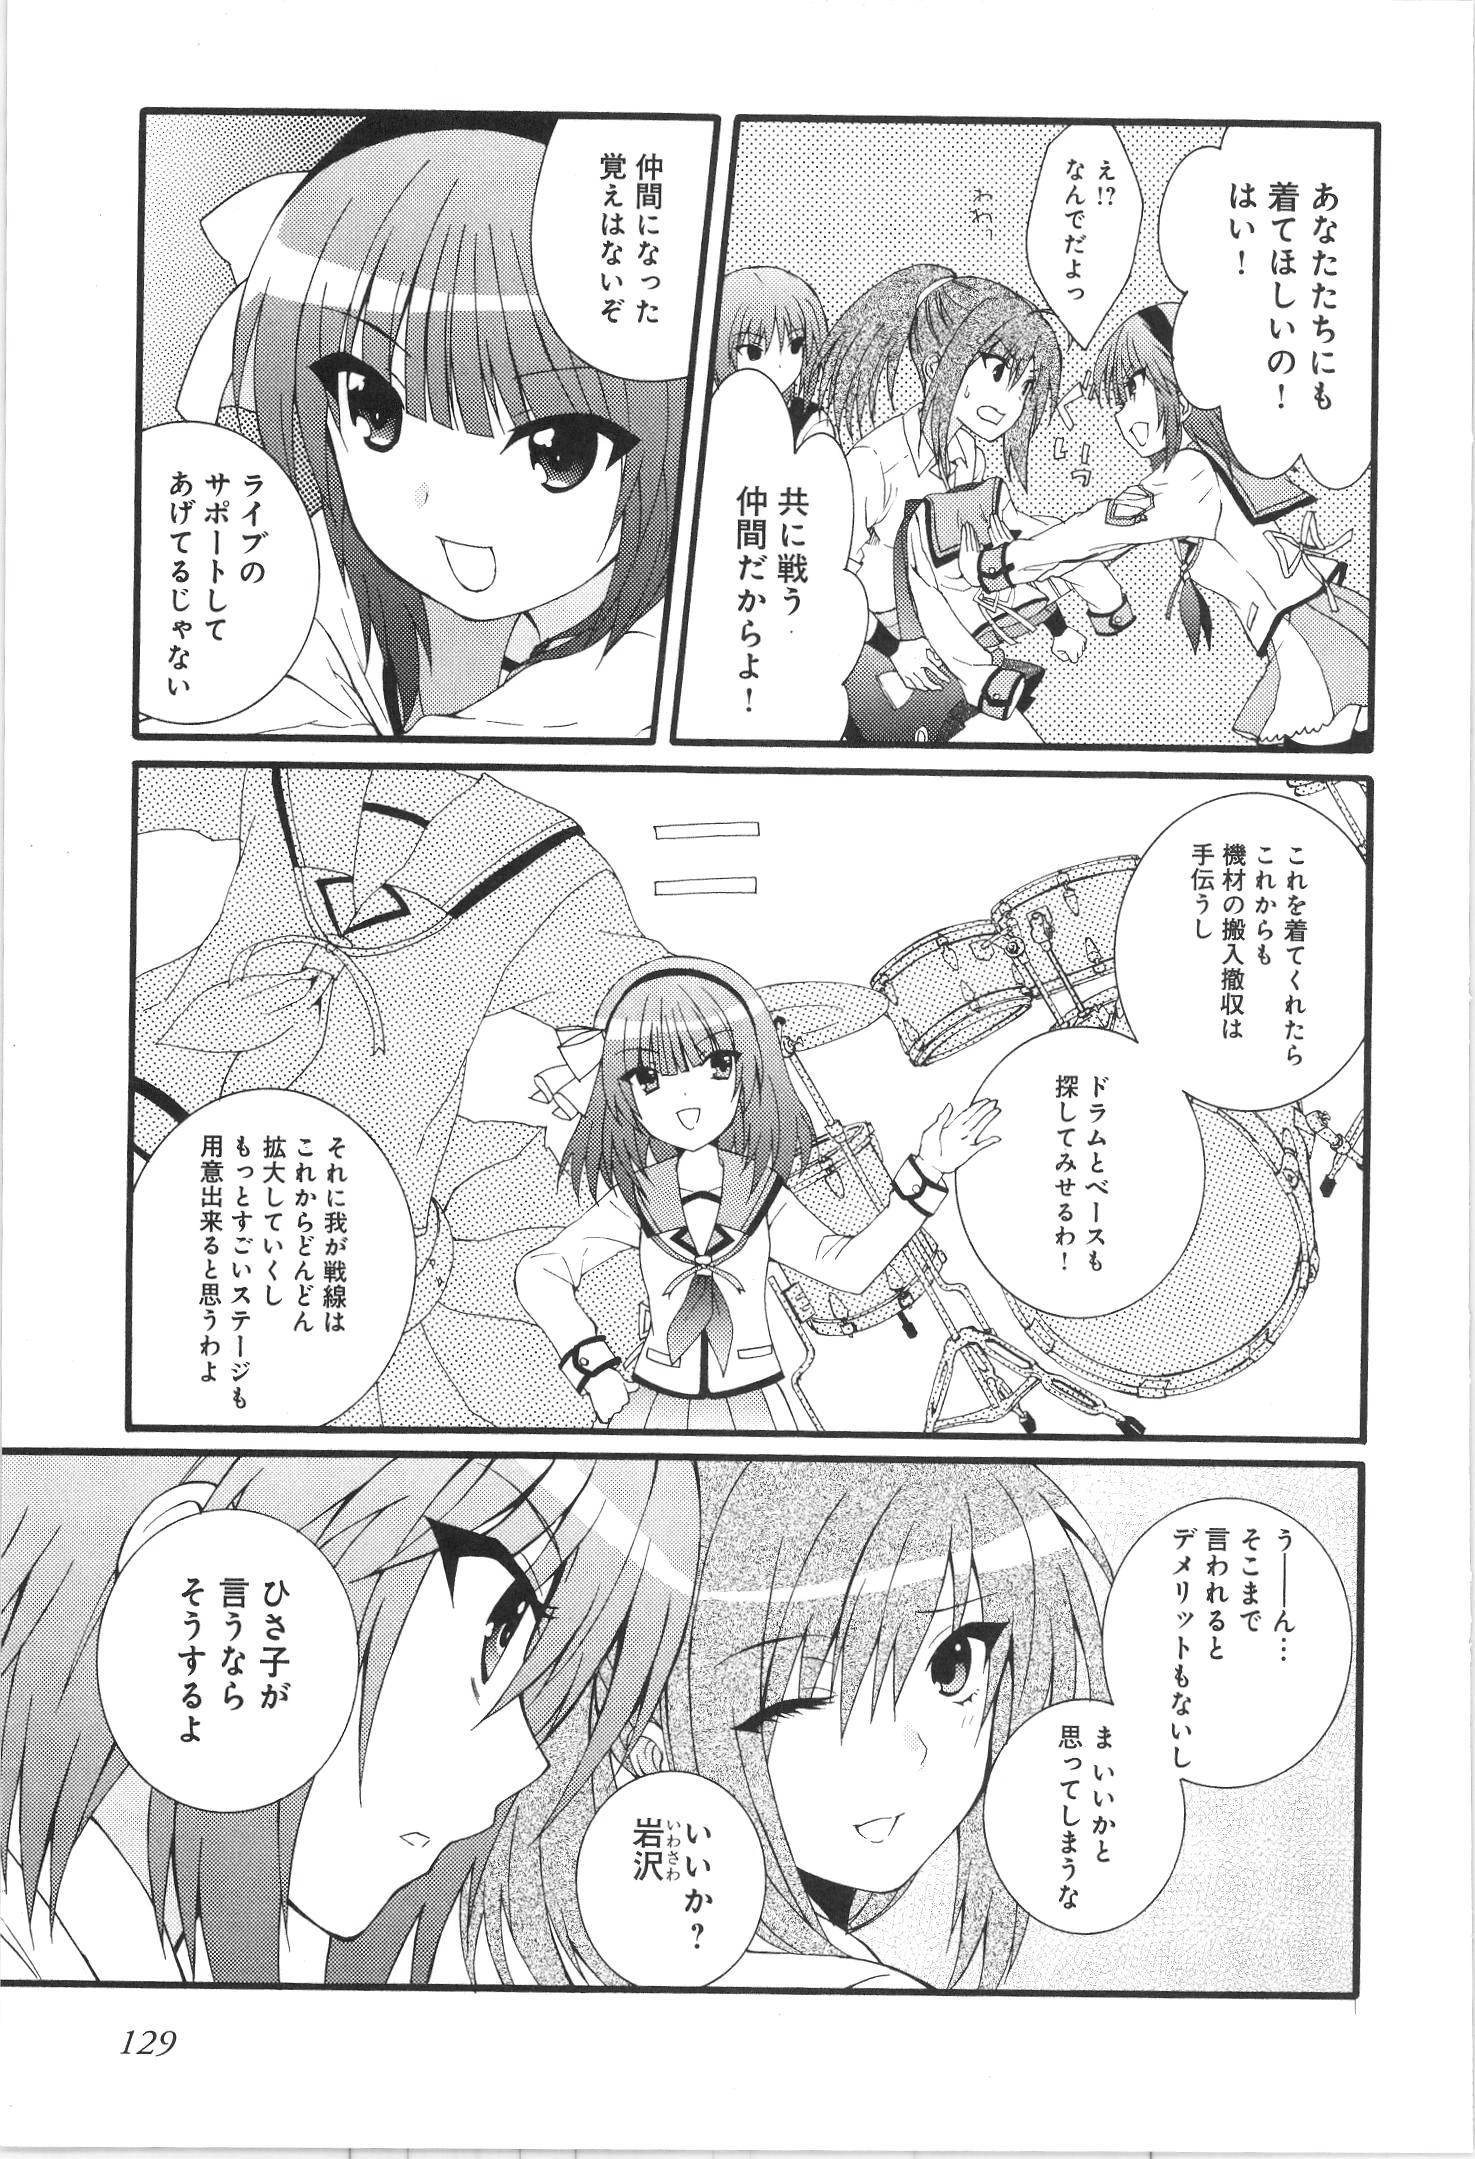 あなたたちにも
着てほしいの！
はい！
え!?
なんでだよっ
わわっ
ぐいっ
共に戦う
仲間だからよ！
仲間になった
覚えはないぞ
ライブの
サポートして
あげてるじゃない
これを着てくれたら
これからも
機材の搬入撤収は
手伝うし
ドラムとベースも
探してみせるわ！
それに我が戦線は
これからどんどん
拡大していくし
もっとすごいステージも
用意出来ると思うわよ
う――ん…
そこまで
言われると
デメリットもないし
まいいかと
思ってしまうな
いいか？
岩沢
いわさわ
ひさ子が
言うなら
そうするよ
129